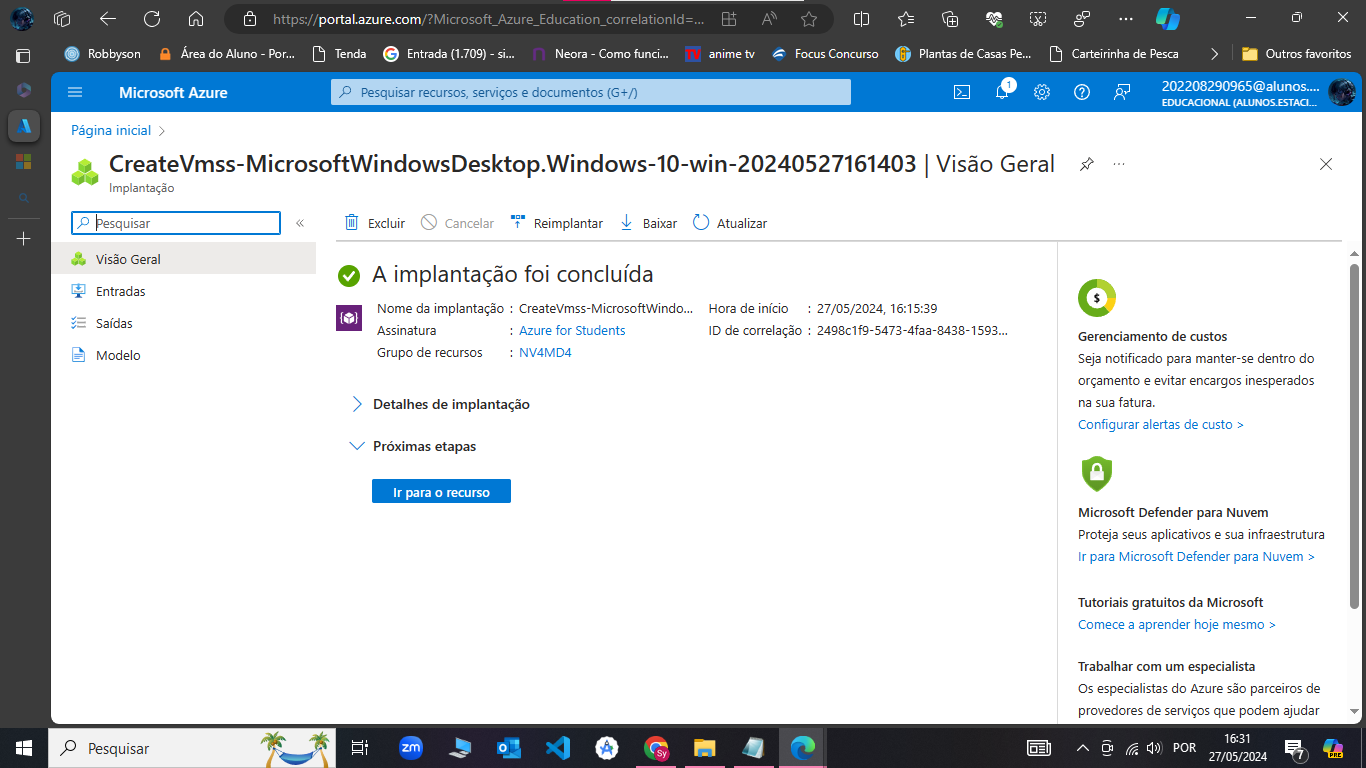 https://portal.azure.com/?Microsoft_Azure_Education_correlationId=...
Robbyson
Área do Aluno - Por...
Tenda
Entrada (1.709) - si...
Neora - Como funci...
anime tv
Focus Concurso
Plantas de Casas Pe...
Carteirinha de Pesca
Outros favoritos
Microsoft Azure
Pesquisar recursos, serviços e documentos (G+/)
1
202208290965@alunos....
EDUCACIONAL (ALUNOS.ESTACI...
Página inicial
CreateVmss-MicrosoftWindowsDesktop.Windows-10-win-20240527161403 | Visão Geral
Implantação
Pesquisar
Excluir
Cancelar
Reimplantar
Baixar
Atualizar
Visão Geral
Entradas
Saídas
Modelo
A implantação foi concluída
Nome da implantação : CreateVmss-MicrosoftWindo...
Assinatura : Azure for Students
Grupo de recursos : NV4MD4
Hora de início : 27/05/2024, 16:15:39
ID de correlação : 2498c1f9-5473-4faa-8438-1593...
Detalhes de implantação
Próximas etapas
Ir para o recurso
$
Gerenciamento de custos
Seja notificado para manter-se dentro do
orçamento e evitar encargos inesperados
na sua fatura.
Configurar alertas de custo >
Microsoft Defender para Nuvem
Proteja seus aplicativos e sua infraestrutura
Ir para Microsoft Defender para Nuvem >
Tutoriais gratuitos da Microsoft
Comece a aprender hoje mesmo >
Trabalhar com um especialista
Os especialistas do Azure são parceiros de
provedores de serviços que podem ajudar
Pesquisar
zm
Sy
POR
16:31
27/05/2024
7
PRE